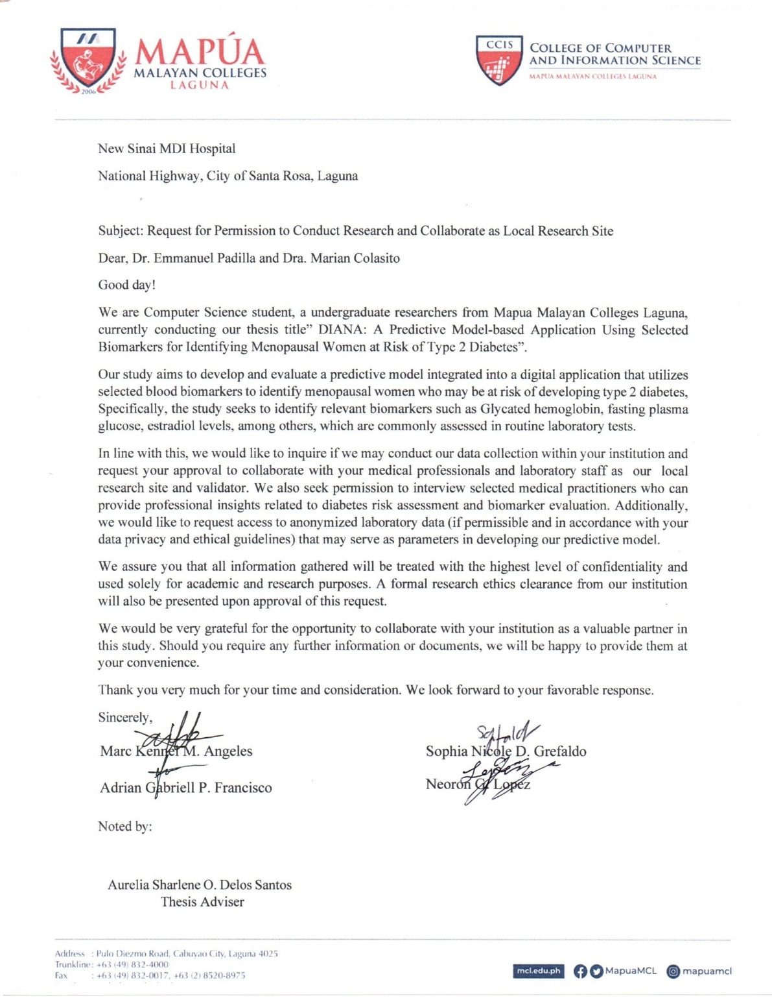 MAPÚA
MALAYAN COLLEGES
LAGUNA
2006
CCIS
COLLEGE OF COMPUTER
AND INFORMATION SCIENCE
MAPUA MALAYAN COLLEGES LAGUNA
New Sinai MDI Hospital
National Highway, City of Santa Rosa, Laguna
Subject: Request for Permission to Conduct Research and Collaborate as Local Research Site
Dear, Dr. Emmanuel Padilla and Dra. Marian Colasito
Good day!
We are Computer Science student, a undergraduate researchers from Mapua Malayan Colleges Laguna,
currently conducting our thesis title” DIANA: A Predictive Model-based Application Using Selected
Biomarkers for Identifying Menopausal Women at Risk of Type 2 Diabetes”.
Our study aims to develop and evaluate a predictive model integrated into a digital application that utilizes
selected blood biomarkers to identify menopausal women who may be at risk of developing type 2 diabetes,
Specifically, the study seeks to identify relevant biomarkers such as Glycated hemoglobin, fasting plasma
glucose, estradiol levels, among others, which are commonly assessed in routine laboratory tests.
In line with this, we would like to inquire if we may conduct our data collection within your institution and
request your approval to collaborate with your medical professionals and laboratory staff as our local
research site and validator. We also seek permission to interview selected medical practitioners who can
provide professional insights related to diabetes risk assessment and biomarker evaluation. Additionally,
we would like to request access to anonymized laboratory data (if permissible and in accordance with your
data privacy and ethical guidelines) that may serve as parameters in developing our predictive model.
We assure you that all information gathered will be treated with the highest level of confidentiality and
used solely for academic and research purposes. A formal research ethics clearance from our institution
will also be presented upon approval of this request.
We would be very grateful for the opportunity to collaborate with your institution as a valuable partner in
this study. Should you require any further information or documents, we will be happy to provide them at
your convenience.
Thank you very much for your time and consideration. We look forward to your favorable response.
Sincerely,
Marc Kennel M. Angeles
Sophia Nicole D. Grefaldo
Adrian Gabriell P. Francisco
Neoron G. Lopez
Noted by:
Aurelia Sharlene O. Delos Santos
Thesis Adviser
Address : Pulo Diezmo Road, Cabuyao City, Laguna 4025
Trunkline: +63 (49) 832-4000
Fax : +63 (49) 832-0017, +63 (2) 8520-8975
mcl.edu.ph MapuaMCL mapuamcl